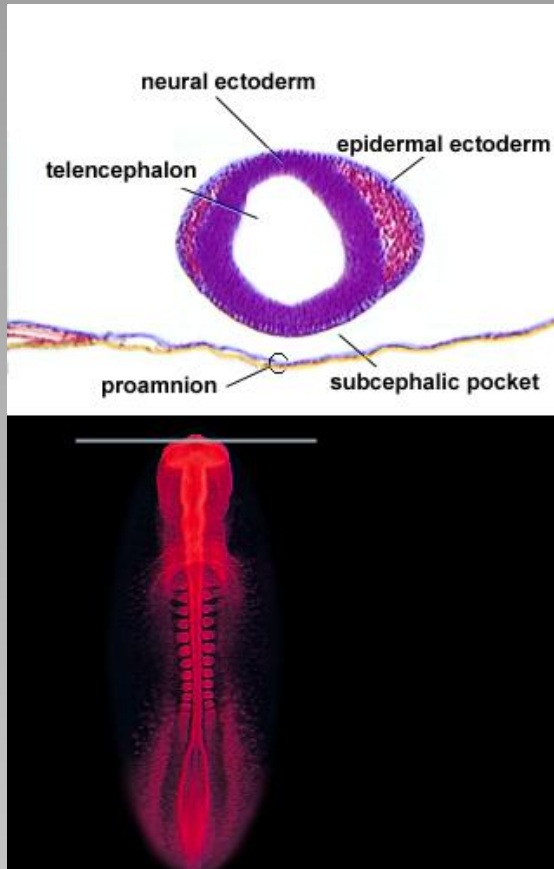 neural ectoderm
epidermal ectoderm
telencephalon
proamnion
subcephalic pocket